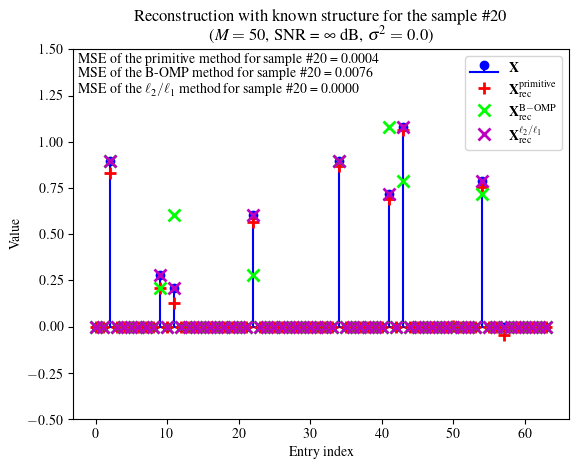 Reconstruction with known structure for the sample #20
(M = 50, SNR = ∞ dB, σ² = 0.0)
MSE of the primitive method for sample #20 = 0.0004
MSE of the B-OMP method for sample #20 = 0.0076
MSE of the ℓ₂/ℓ₁ method for sample #20 = 0.0000
X
X_rec^primitive
X_rec^B−OMP
X_rec^ℓ₂/ℓ₁
1.50
1.25
1.00
0.75
0.50
0.25
0.00
−0.25
−0.50
Value
0 10 20 30 40 50 60
Entry index